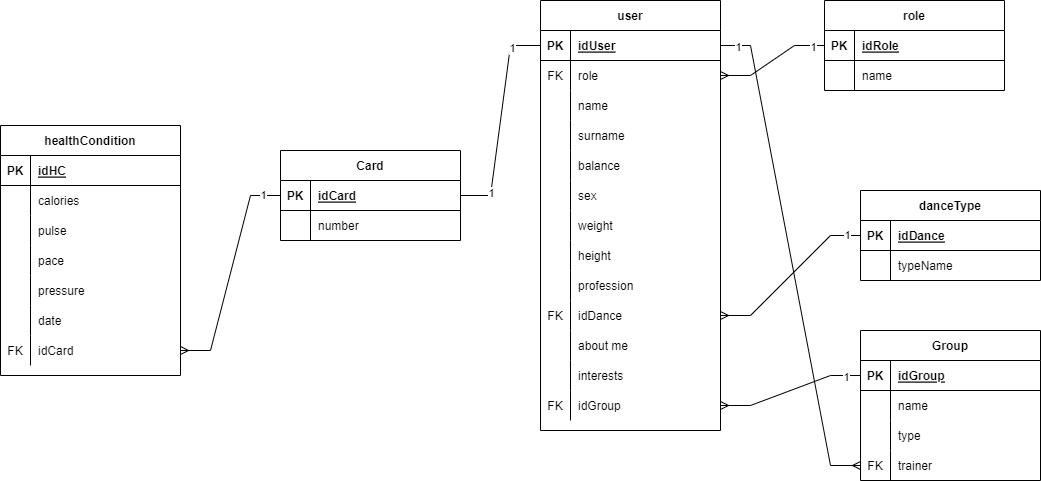 healthCondition
PK idHC
calories
pulse
pace
pressure
date
FK idCard
Card
PK idCard
number
user
PK idUser
FK role
name
surname
balance
sex
weight
height
profession
FK idDance
about me
interests
FK idGroup
role
PK idRole
name
danceType
PK idDance
typeName
Group
PK idGroup
name
type
FK trainer
1
1
1
1
1
1
1